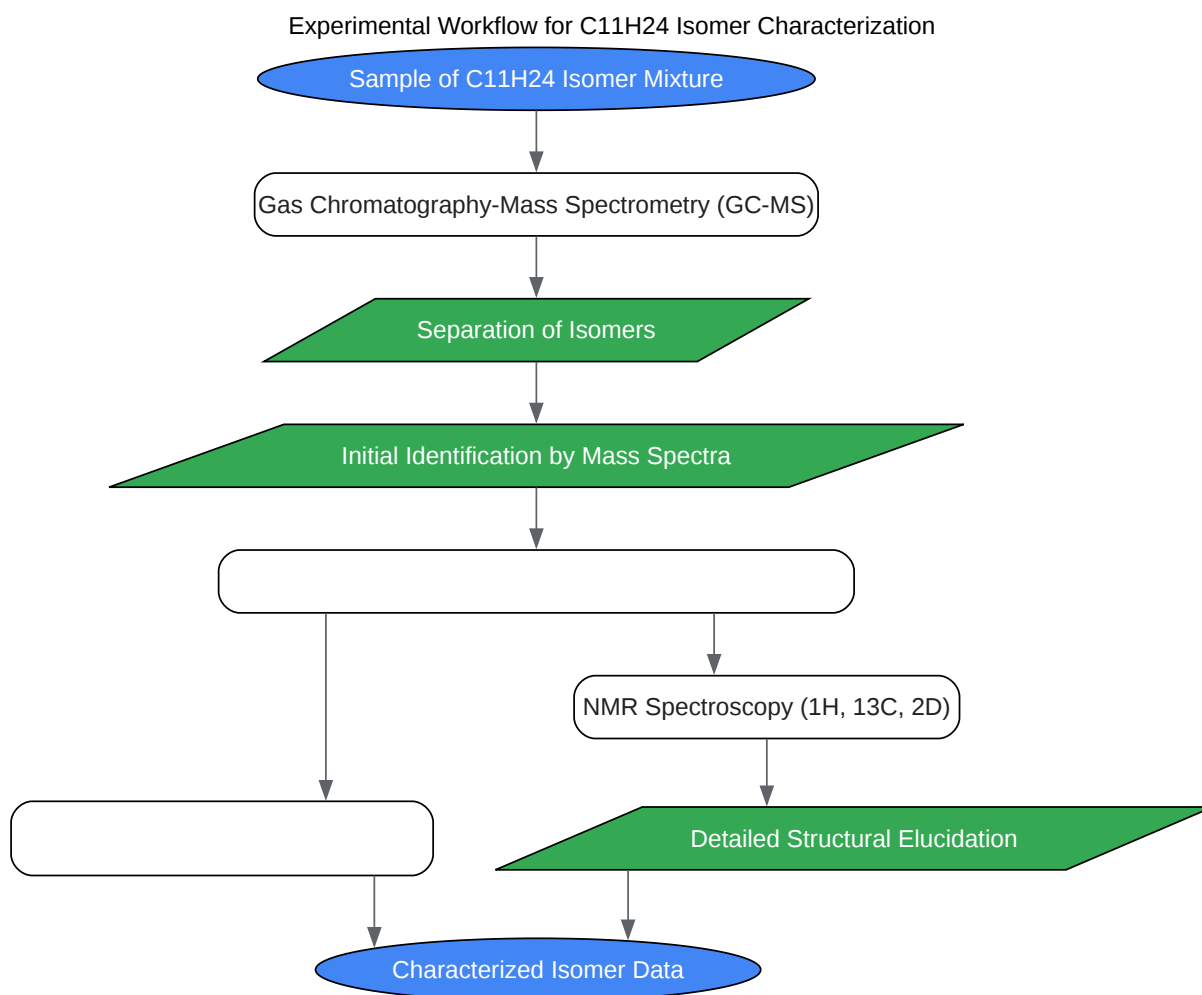 Experimental Workflow for C11H24 Isomer Characterization
Sample of C11H24 Isomer Mixture
Gas Chromatography-Mass Spectrometry (GC-MS)
Separation of Isomers
Initial Identification by Mass Spectra
NMR Spectroscopy (1H, 13C, 2D)
Detailed Structural Elucidation
Characterized Isomer Data